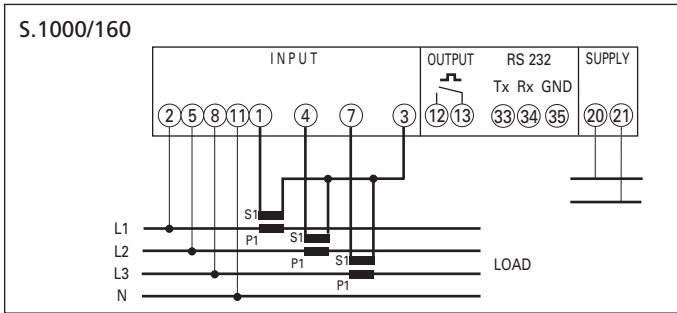 S.1000/160
INPUT OUTPUT RS 232 SUPPLY
Tx Rx GND
2 5 8 11 1 4 7 3 12 13 33 34 35 20 21
S1
L1
P1
S1
L2
P1
S1
L3
P1
LOAD
N